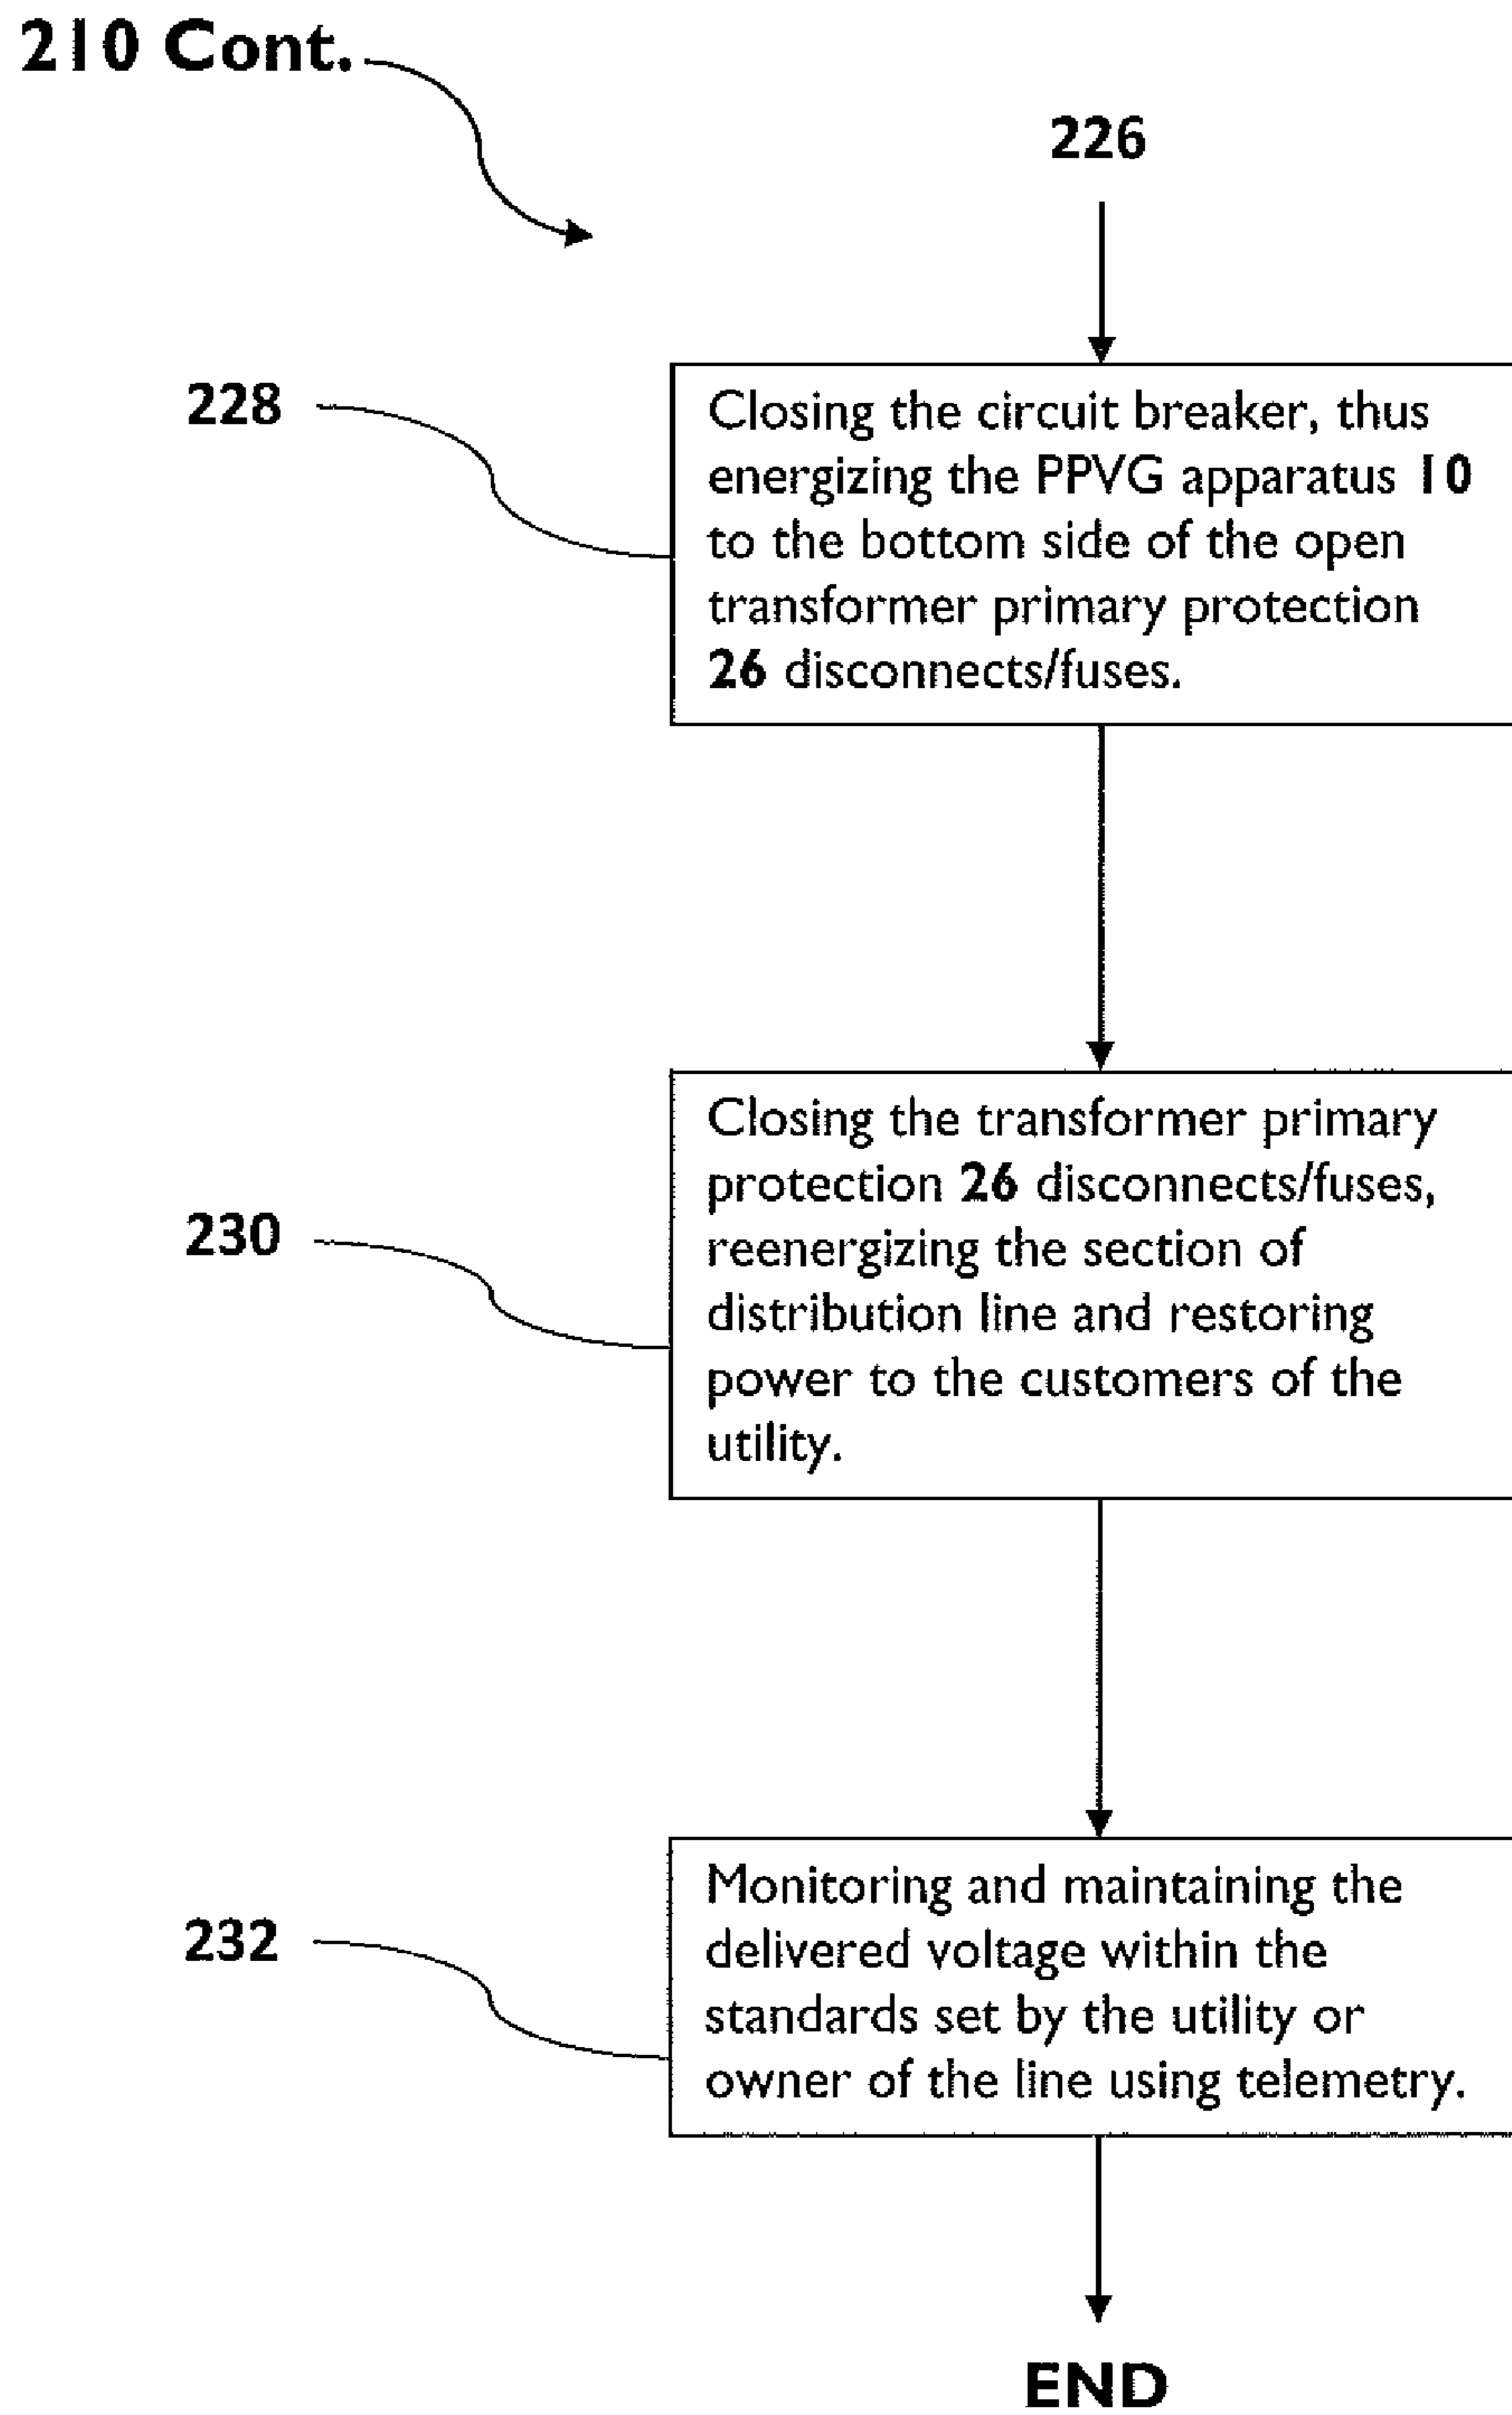 210 Cont.
226
228
Closing the circuit breaker, thus
energizing the PPVG apparatus 10
to the bottom side of the open
transformer primary protection
26 disconnects/fuses.
230
Closing the transformer primary
protection 26 disconnects/fuses,
reenergizing the section of
distribution line and restoring
power to the customers of the
utility.
232
Monitoring and maintaining the
delivered voltage within the
standards set by the utility or
owner of the line using telemetry.
END